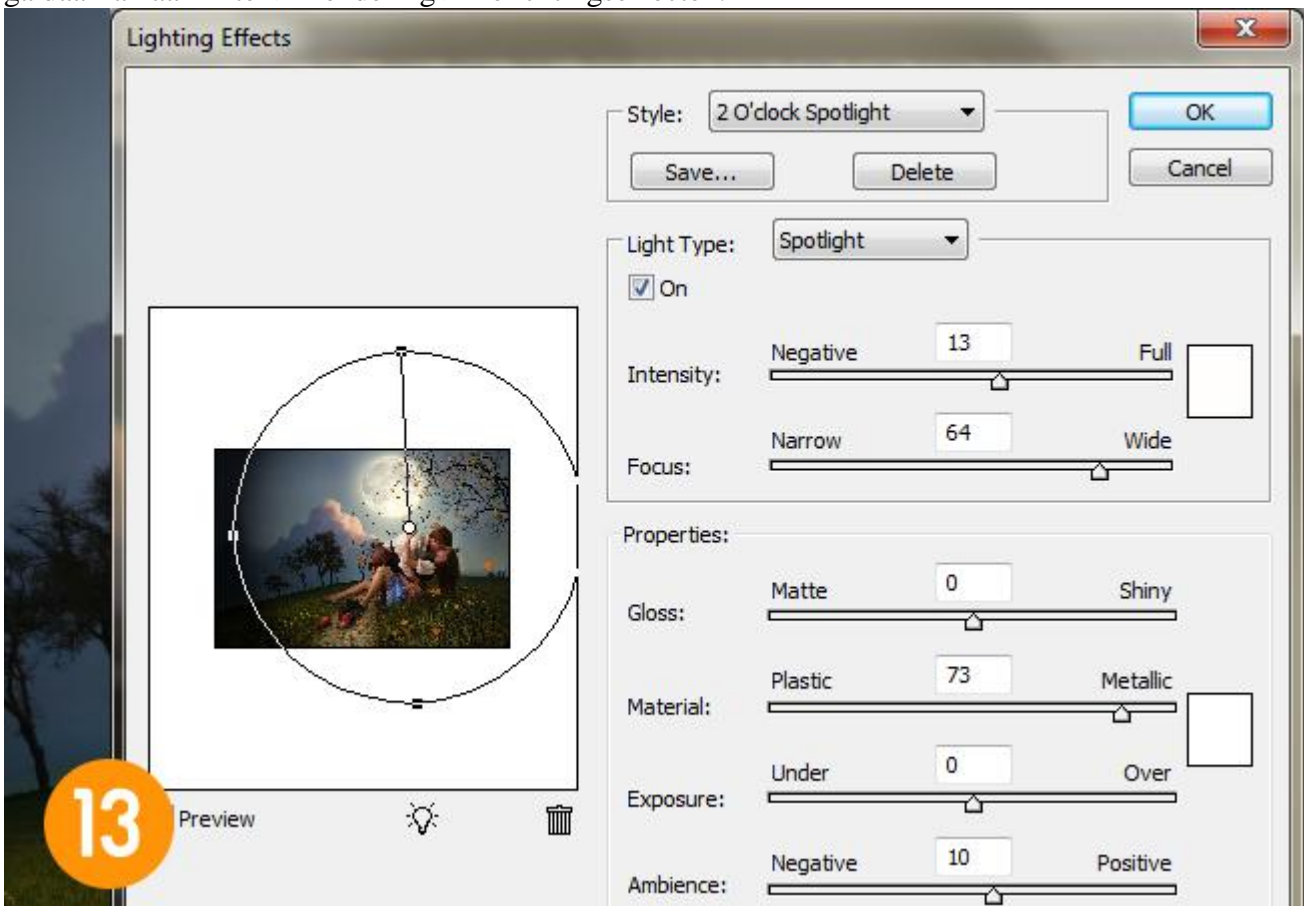 Lighting Effects
Style: 2 O'clock Spotlight
OK
Save...
Delete
Cancel
Light Type: Spotlight
On
Negative 13 Full
Intensity:
Narrow 64 Wide
Focus:
Properties:
Matte 0 Shiny
Gloss:
Plastic 73 Metallic
Material:
Under 0 Over
Exposure:
Negative 10 Positive
Ambience:
13
Preview